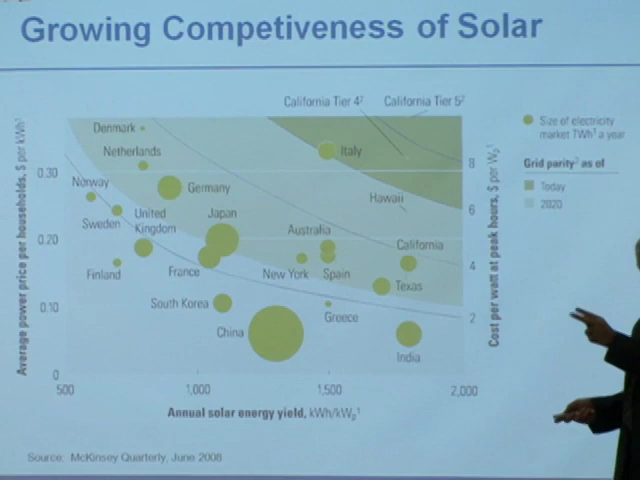 Growing Competiveness of Solar
California Tier 4²
California Tier 5²
Size of electricity
market TWh¹ a year
Grid parity³ as of
Today
2020
Average power price per households, $ per kWh¹
0.30
0.20
0.10
0
Denmark
Netherlands
Norway
Germany
Sweden
United
Kingdom
Japan
Finland
France
Italy
Hawaii
Australia
California
New York
Spain
Texas
South Korea
Greece
China
India
8
6
4
2
Cost per watt at peak hours, $ per Wp¹
500
1,000
1,500
2,000
Annual solar energy yield, kWh/kWp¹
Source: McKinsey Quarterly, June 2008